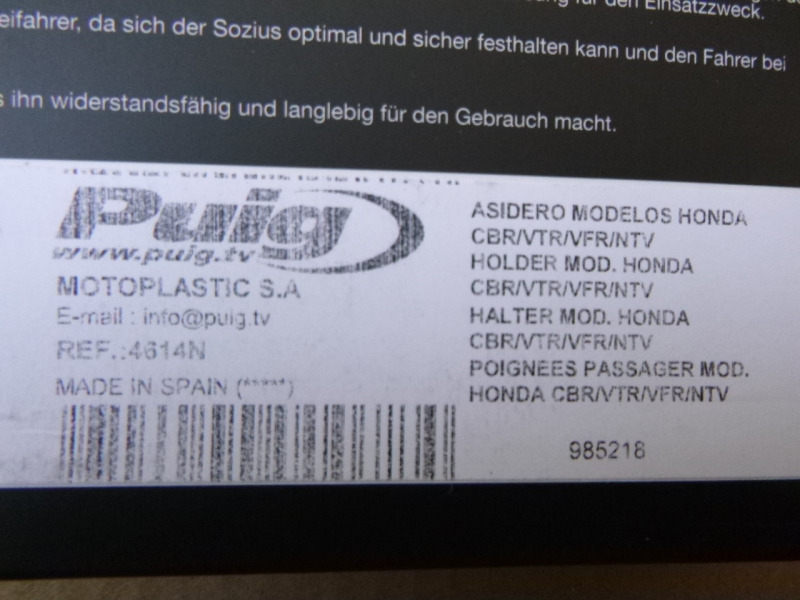 für den Einsatzzweck.
eifahrer, da sich der Sozius optimal und sicher festhalten kann und den Fahrer bei
s ihn widerstandsfähig und langlebig für den Gebrauch macht.
Puig
www.puig.tv
MOTOPLASTIC S.A
E-mail : info@puig.tv
REF.:4614N
MADE IN SPAIN (*****)
ASIDERO MODELOS HONDA
CBR/VTR/VFR/NTV
HOLDER MOD. HONDA
CBR/VTR/VFR/NTV
HALTER MOD. HONDA
CBR/VTR/VFR/NTV
POIGNEES PASSAGER MOD.
HONDA CBR/VTR/VFR/NTV
985218